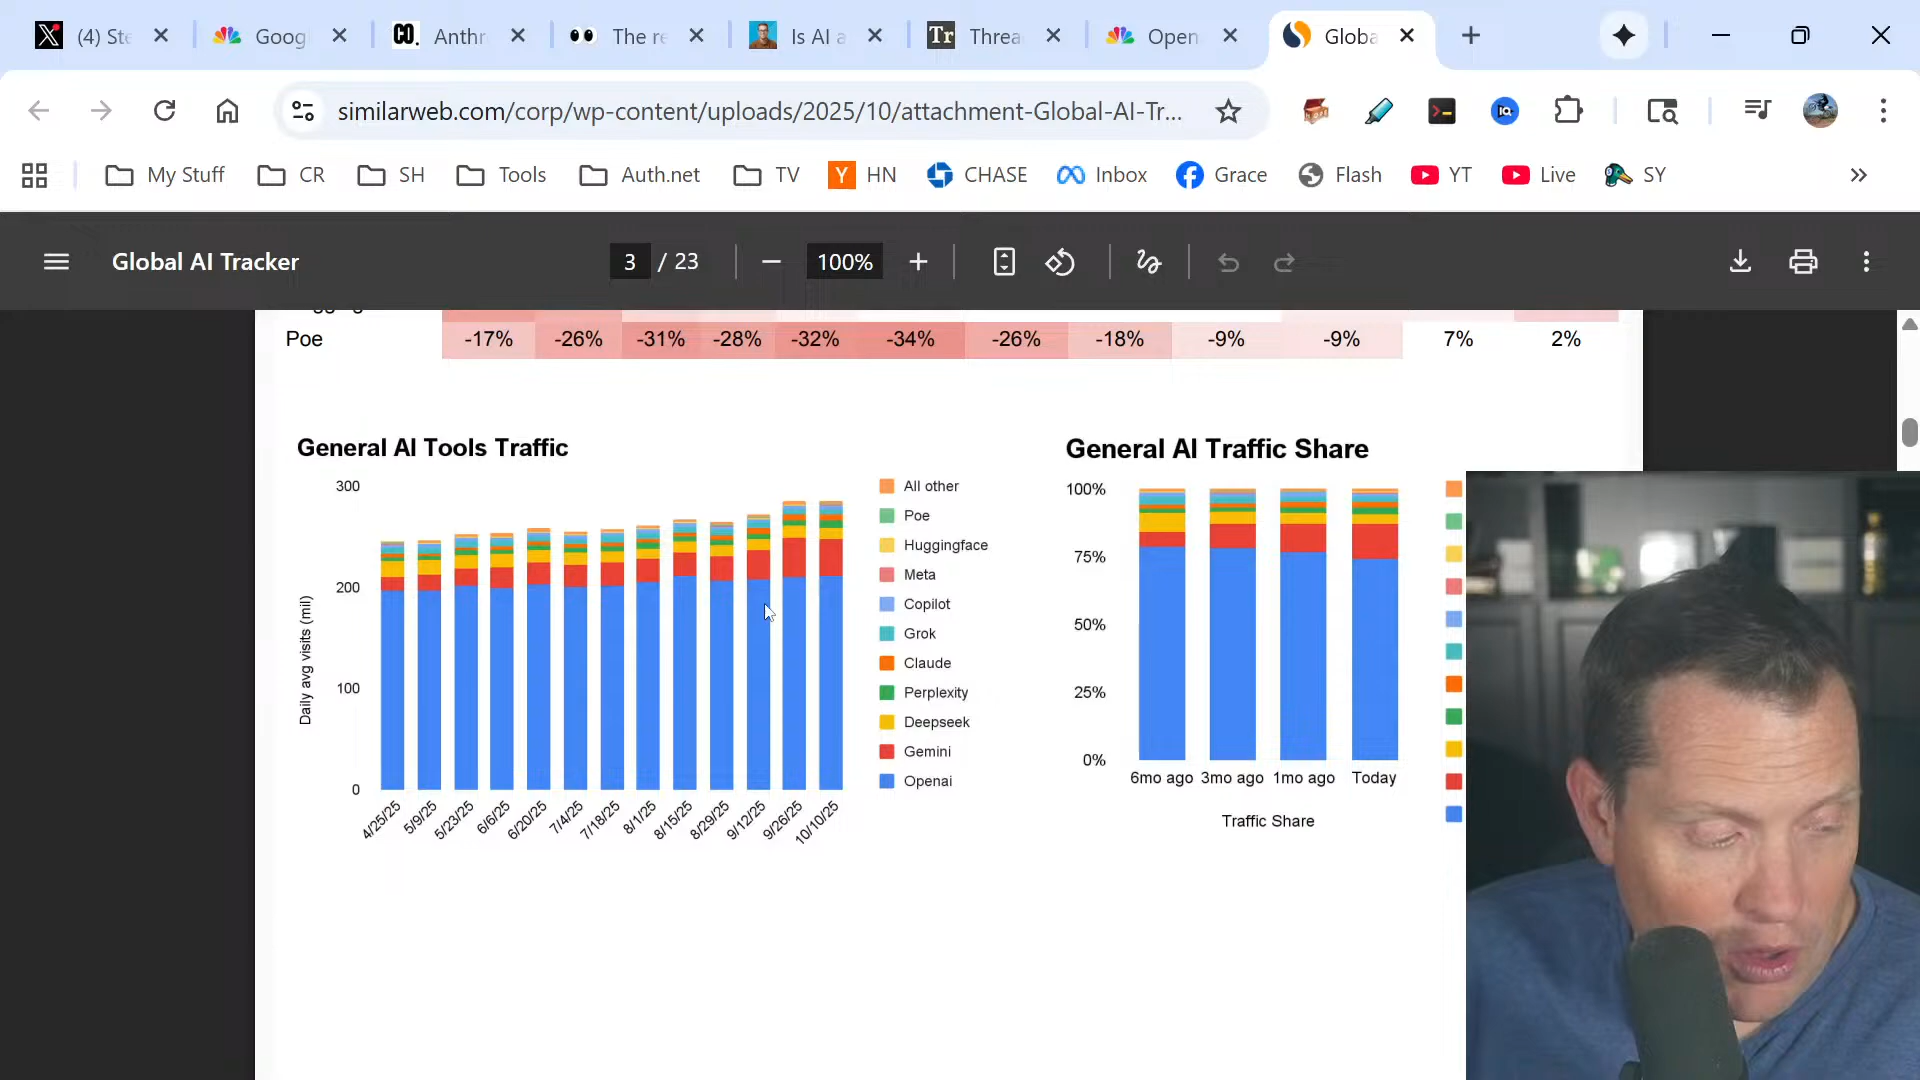 (4) Ste
Goog
CO.
Anthr
The re
Is AI a
Tr
Threa
Open
Globa
similarweb.com/corp/wp-content/uploads/2025/10/attachment-Global-AI-Tr...
My Stuff
CR
SH
Tools
Auth.net
TV
Y HN
CHASE
Inbox
Grace
Flash
YT
Live
SY
Global AI Tracker
3 / 23
100%
Poe -17% -26% -31% -28% -32% -34% -26% -18% -9% -9% 7% 2%
General AI Tools Traffic
300
200
100
0
Daily avg visits (mil)
4/25/25
5/9/25
5/23/25
6/6/25
6/20/25
7/4/25
7/18/25
8/1/25
8/15/25
8/29/25
9/12/25
9/26/25
10/10/25
All other
Poe
Huggingface
Meta
Copilot
Grok
Claude
Perplexity
Deepseek
Gemini
Openai
General AI Traffic Share
100%
75%
50%
25%
0%
6mo ago
3mo ago
1mo ago
Today
Traffic Share